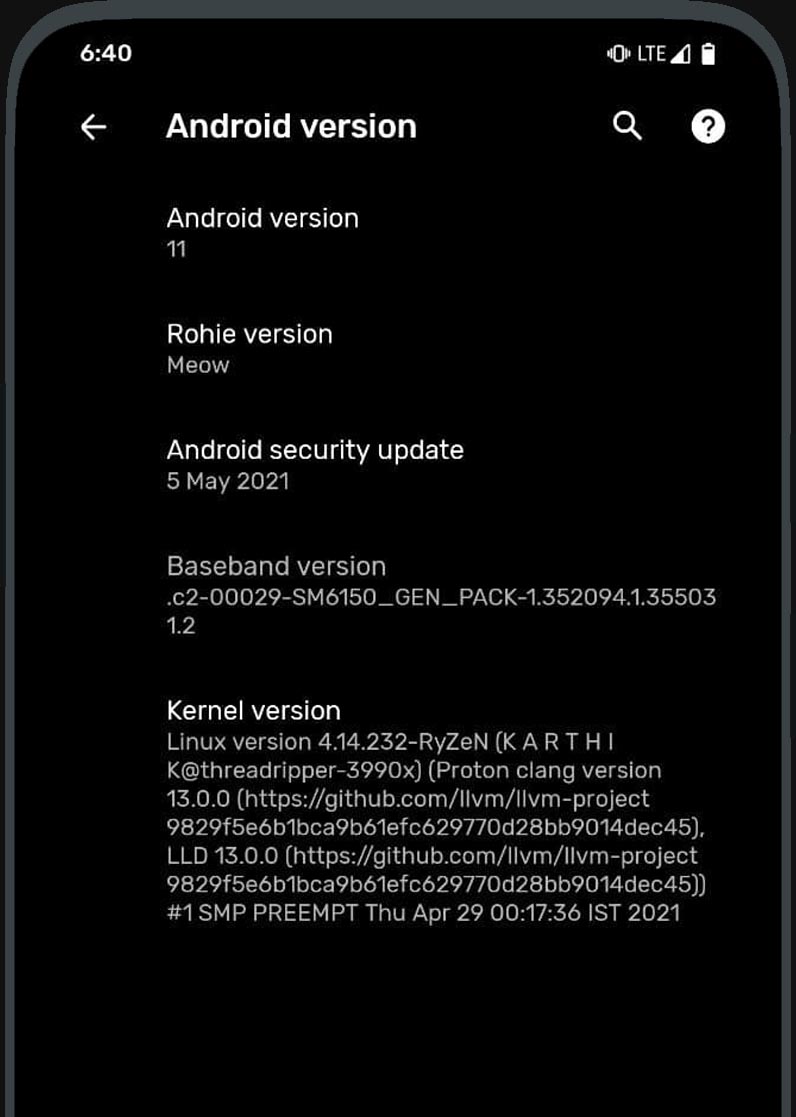 6:40 LTE
Android version
Android version
11
Rohie version
Meow
Android security update
5 May 2021
Baseband version
.c2-00029-SM6150_GEN_PACK-1.352094.1.35503
1.2
Kernel version
Linux version 4.14.232-RyZeN (K A R T H I
K@threadripper-3990x) (Proton clang version
13.0.0 (https://github.com/llvm/llvm-project
9829f5e6b1bca9b61efc629770d28bb9014dec45),
LLD 13.0.0 (https://github.com/llvm/llvm-project
9829f5e6b1bca9b61efc629770d28bb9014dec45))
#1 SMP PREEMPT Thu Apr 29 00:17:36 IST 2021